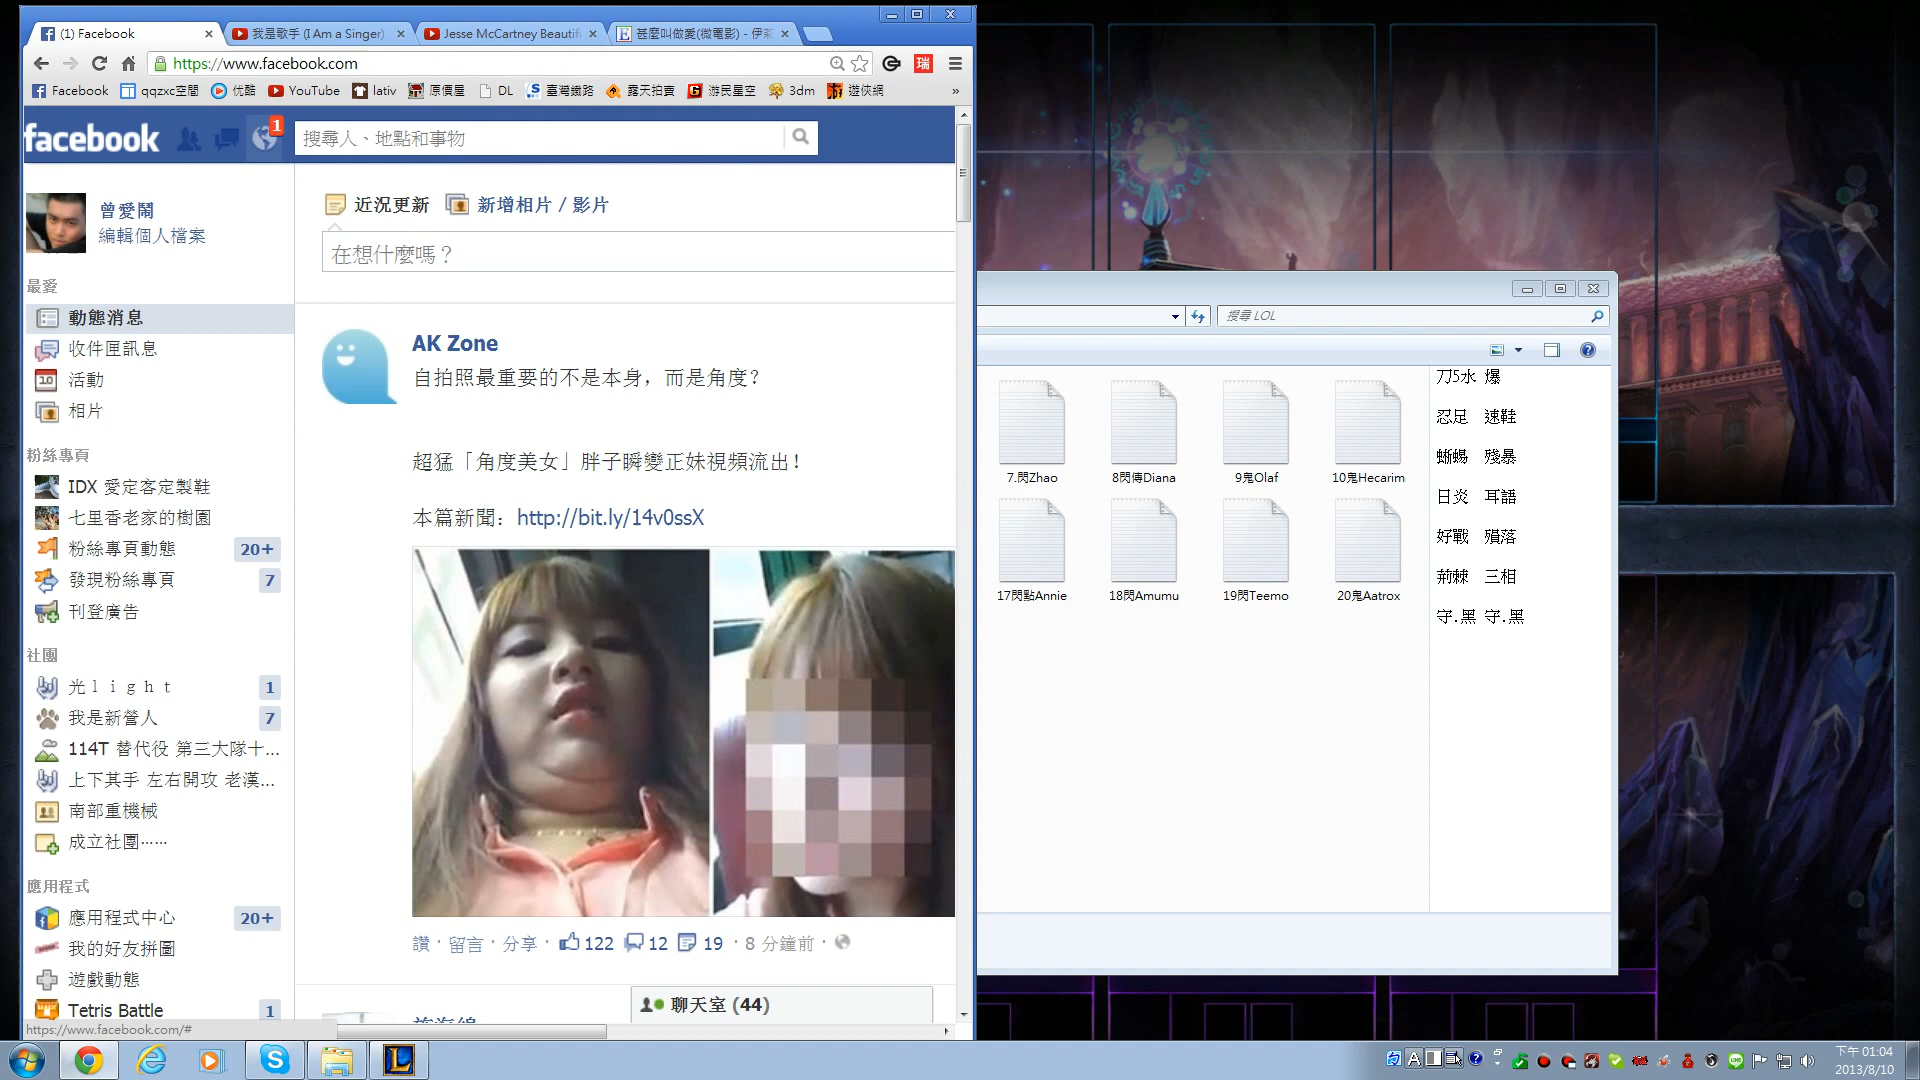 (1) Facebook
我是歌手 (I Am a Singer)
Jesse McCartney Beautif
甚麼叫做愛(微電影) - 伊莉
https://www.facebook.com
瑞
Facebook
qqzxc空間
优酷
YouTube
lativ
原價屋
DL
臺灣鐵路
露天拍賣
游民星空
3dm
遊俠網
»
facebook
1
搜尋人、地點和事物
曾愛鬧
編輯個人檔案
最愛
動態消息
收件匣訊息
活動
相片
粉絲專頁
IDX 愛定客定製鞋
七里香老家的樹園
粉絲專頁動態 20+
發現粉絲專頁 7
刊登廣告
社團
光ｌｉｇｈｔ 1
我是新營人 7
114T 替代役 第三大隊十...
上下其手 左右開攻 老漢...
南部重機械
成立社團……
應用程式
應用程式中心 20+
我的好友拼圖
遊戲動態
Tetris Battle 1
https://www.facebook.com/#
近況更新
新增相片 / 影片
在想什麼嗎？
AK Zone
自拍照最重要的不是本身，而是角度?
超猛「角度美女」胖子瞬變正妹視頻流出！
本篇新聞：http://bit.ly/14v0ssX
讚 · 留言 · 分享 · 122 12 19 · 8 分鐘前 ·
聊天室 (44)
搜尋 LOL
7.閃Zhao
8閃傳Diana
9鬼Olaf
10鬼Hecarim
17閃點Annie
18閃Amumu
19閃Teemo
20鬼Aatrox
刀5水 爆
忍足 速鞋
蜥蜴 殘暴
日炎 耳語
好戰 殞落
荊棘 三相
守.黑 守.黑
下午 01:04
2013/8/10